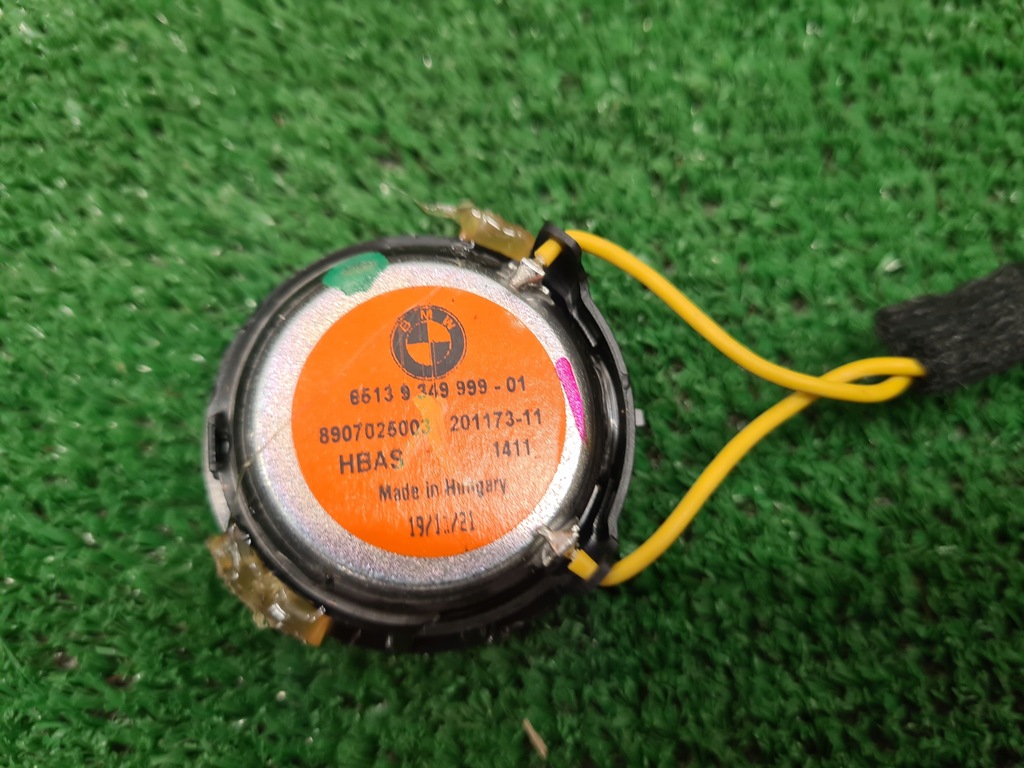 BMW
6513 9 349 999 - 01
8907025003 201173-11
HBAS 1411
Made in Hungary